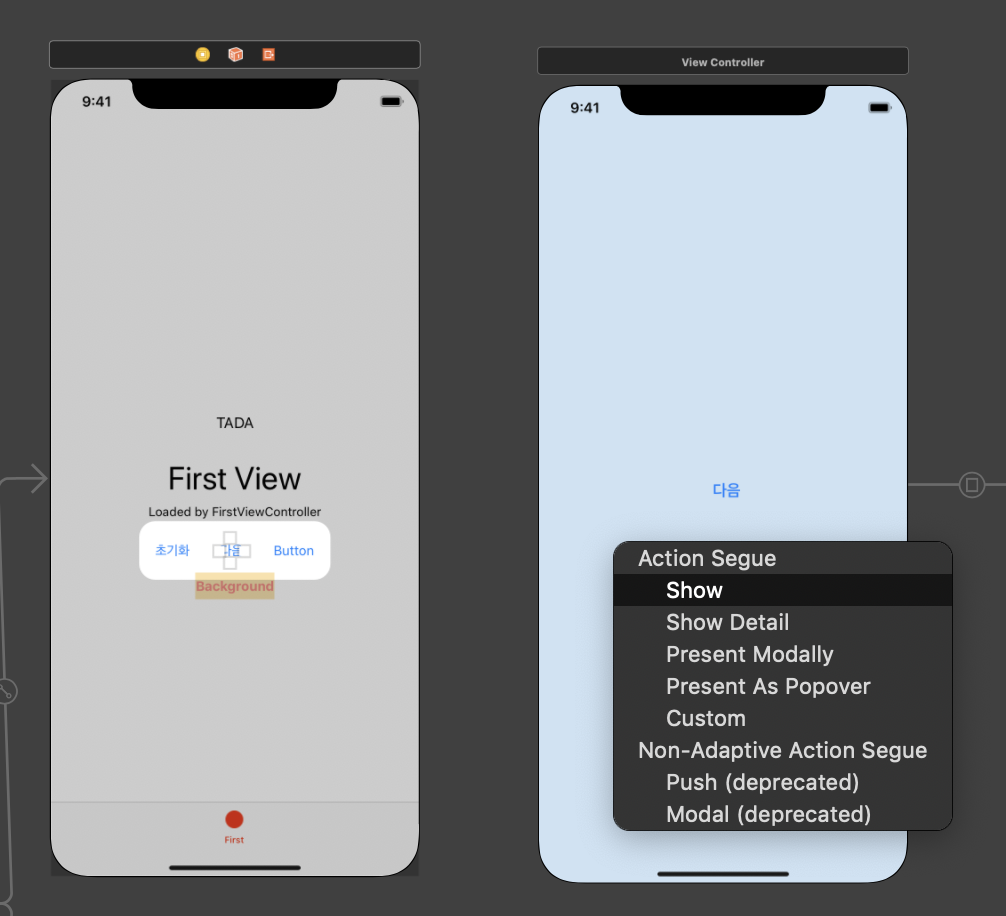 View Controller
9:41
TADA
First View
Loaded by FirstViewController
초기화 다음 Button
Background
First
9:41
다음
Action Segue
Show
Show Detail
Present Modally
Present As Popover
Custom
Non-Adaptive Action Segue
Push (deprecated)
Modal (deprecated)